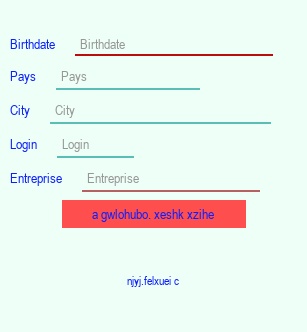 Birthdate Birthdate
Pays Pays
City City
Login Login
Entreprise Entreprise
a gwlohubo. xeshk xzihe
njyj.felxuei c